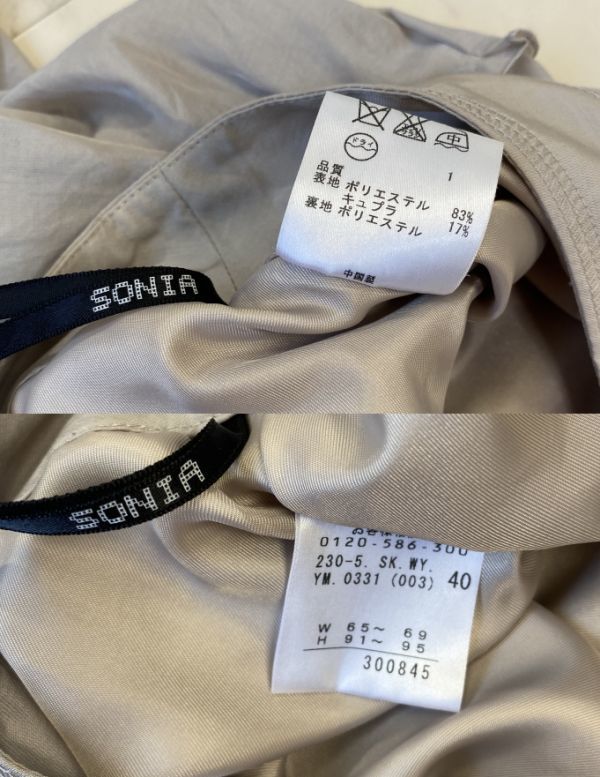 ドライ
中
品質 1
表地 ポリエステル 83%
キュプラ 17%
裏地 ポリエステル
中国製
SONIA
SONIA
0120-586-300
230-5. SK. WY.
YM. 0331 (003) 40
W 65～ 69
H 91～ 95
300845